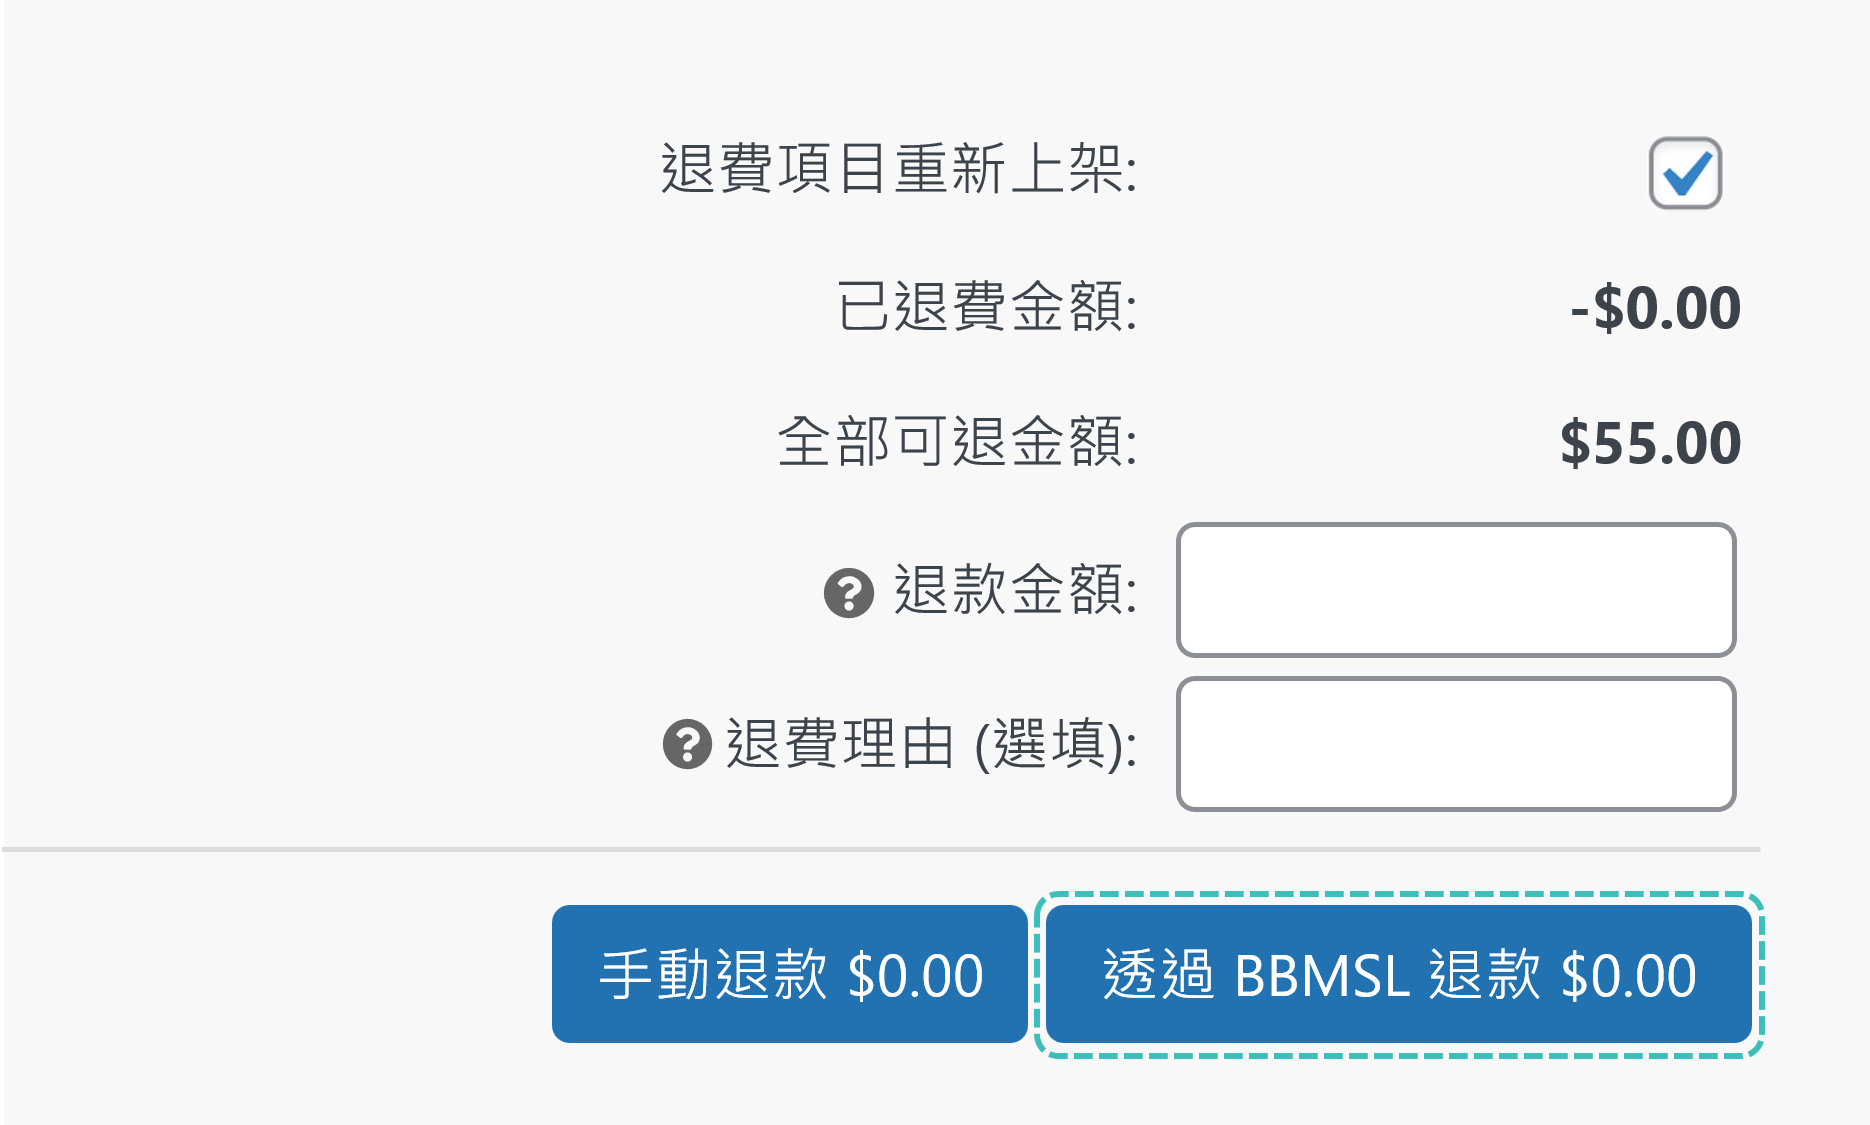 退費項目重新上架:
已退費金額: -$0.00
全部可退金額: $55.00
? 退款金額:
? 退費理由 (選填):
手動退款 $0.00 透過 BBMSL 退款 $0.00